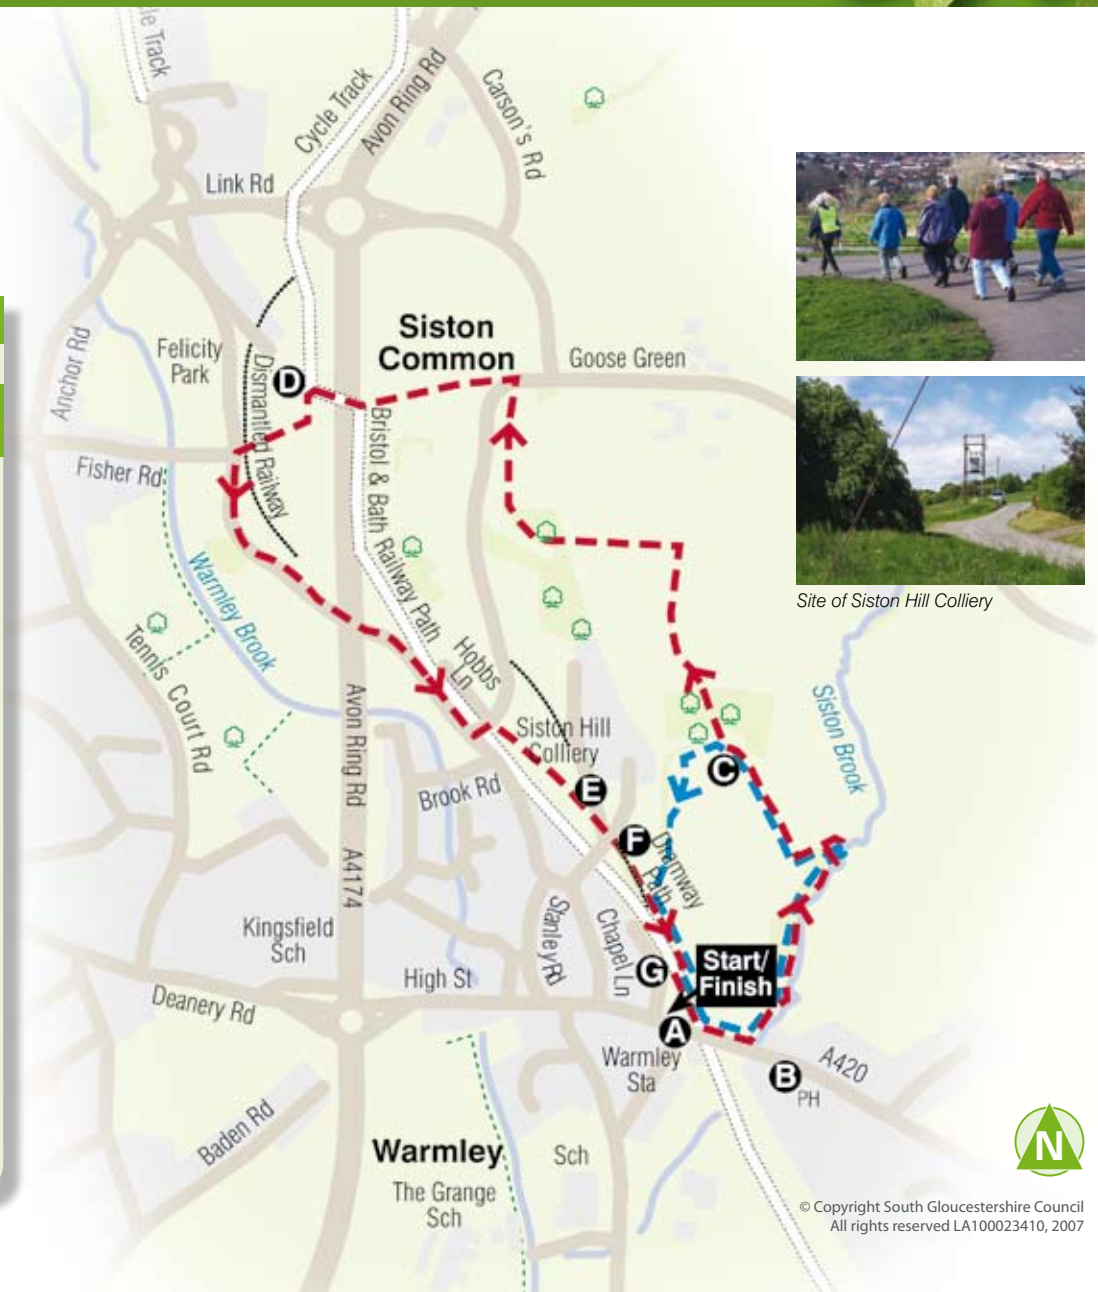 le Track
Cycle Track
Avon Ring Rd
Carson's Rd
Link Rd
Siston
Common
Goose Green
Felicity
Park
Anchor Rd
D
Dismantled Railway
Bristol & Bath Railway Path
Fisher Rd
Warmley Brook
Site of Siston Hill Colliery
Tennis Court Rd
Hobbs
Ln
Siston Brook
Avon Ring Rd
A4174
Siston Hill
Colliery
C
Brook Rd
E
F
Dramway
Path
Stanley Rd
Chapel Ln
Kingsfield
Sch
High St
G
Start/
Finish
Deanery Rd
A
Warmley
Sta
B
PH
A420
Baden Rd
Warmley
Sch
The Grange
Sch
N
© Copyright South Gloucestershire Council
All rights reserved LA100023410, 2007